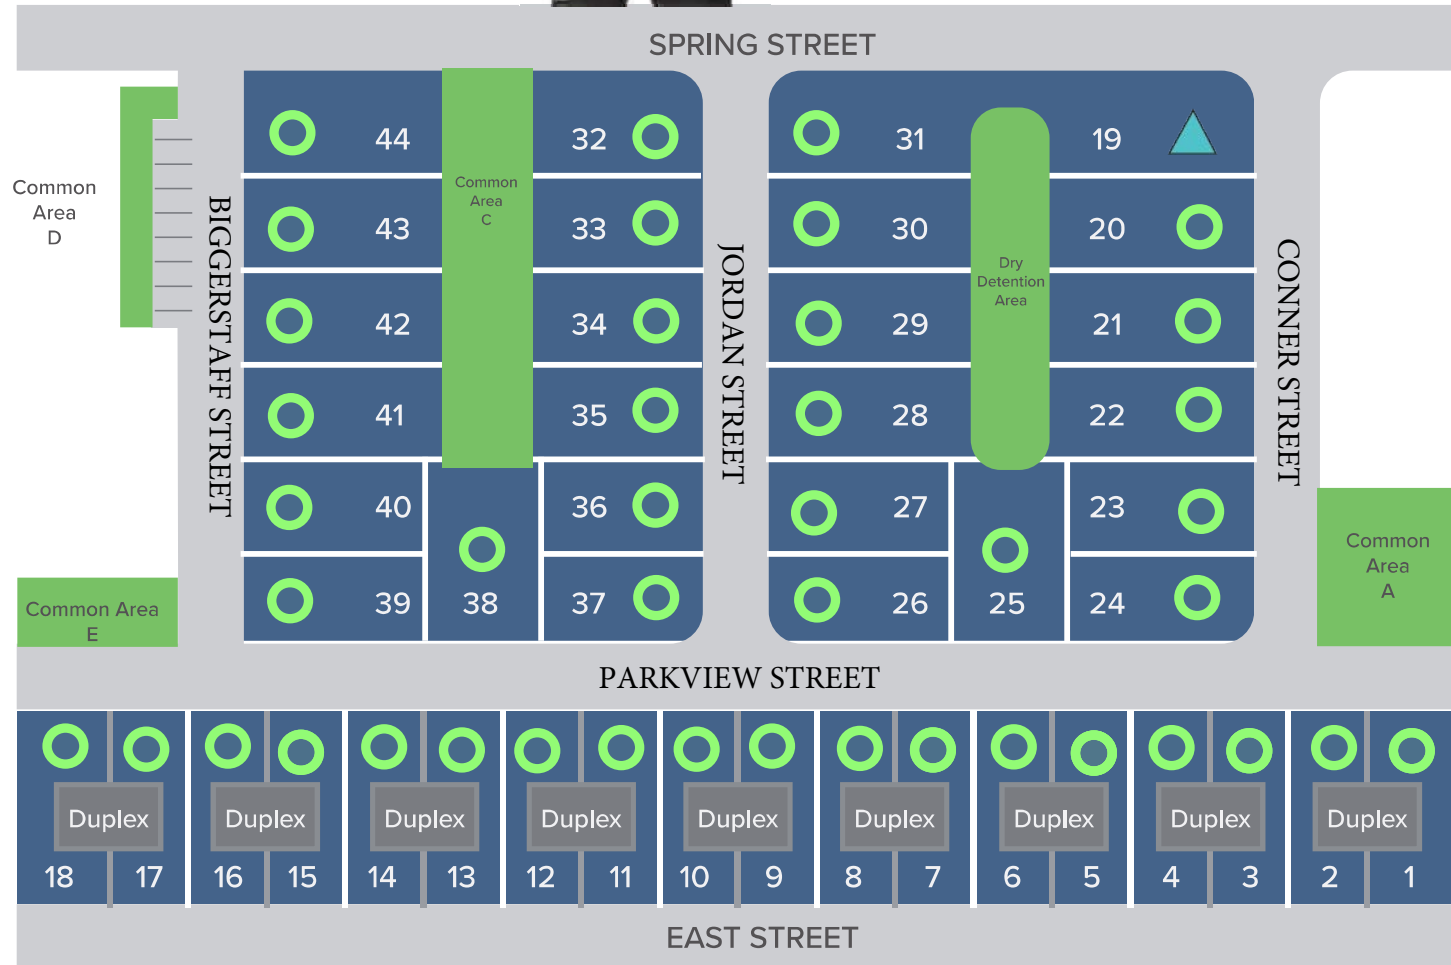 SPRING STREET
44
32
31
19
Common
Area
C
Common
Area
D
43
33
30
20
BIGGERSTAFF STREET
JORDAN STREET
CONNER STREET
Dry
Detention
Area
42
34
29
21
41
35
28
22
40
36
27
23
Common
Area
A
39
38
37
26
25
24
Common Area
E
PARKVIEW STREET
Duplex
Duplex
Duplex
Duplex
Duplex
Duplex
Duplex
Duplex
Duplex
18
17
16
15
14
13
12
11
10
9
8
7
6
5
4
3
2
1
EAST STREET